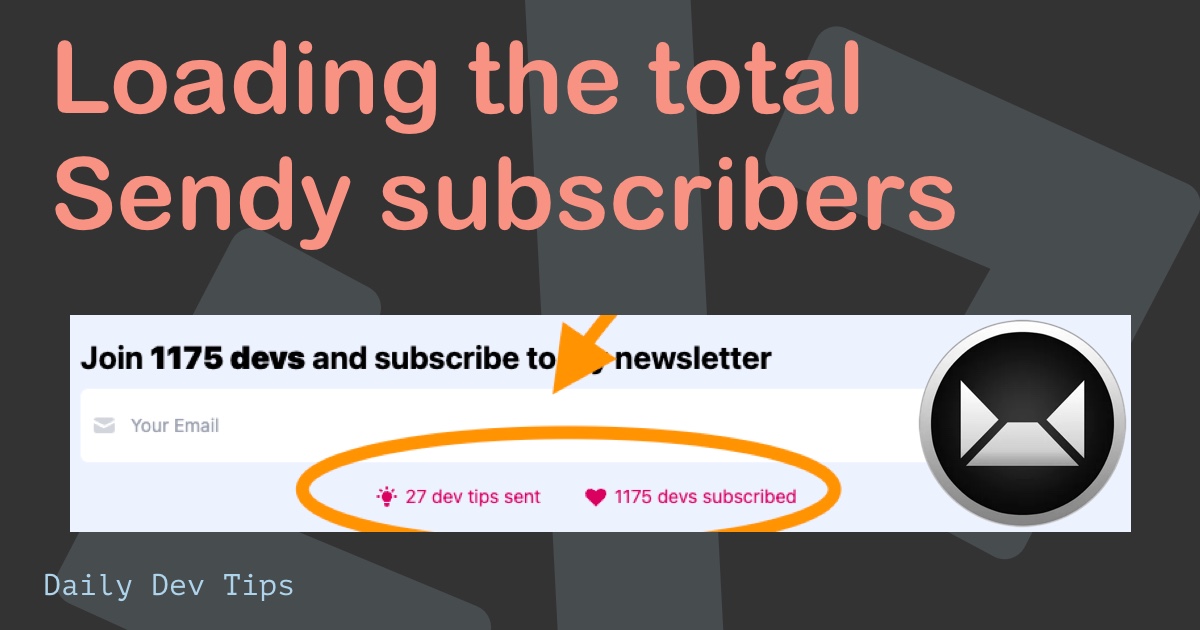 Loading the total
Sendy subscribers
Join 1175 devs and subscribe to newsletter
Your Email
27 dev tips sent
1175 devs subscribed
Daily Dev Tips